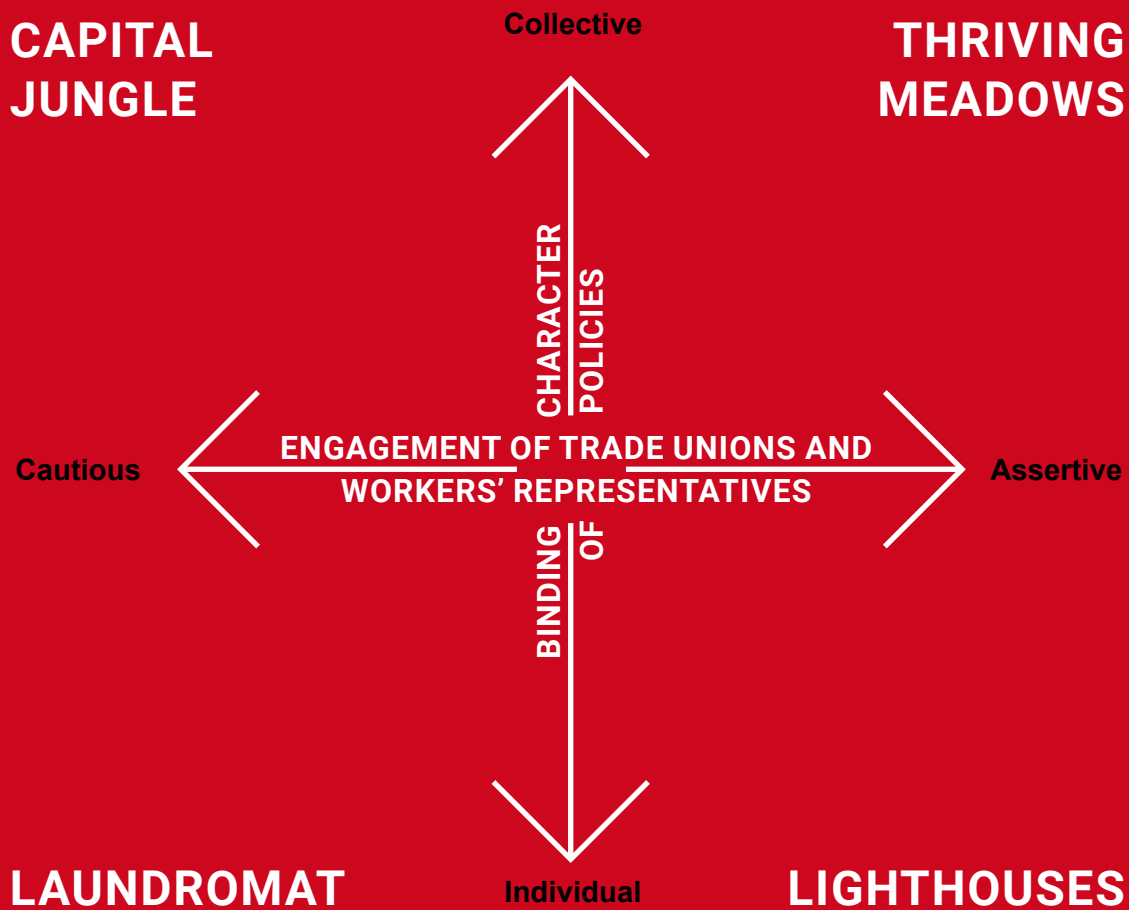 Collective
CAPITAL
JUNGLE
THRIVING
MEADOWS
BINDING CHARACTER
OF POLICIES
ENGAGEMENT OF TRADE UNIONS AND
WORKERS’ REPRESENTATIVES
Cautious
Assertive
LAUNDROMAT
Individual
LIGHTHOUSES